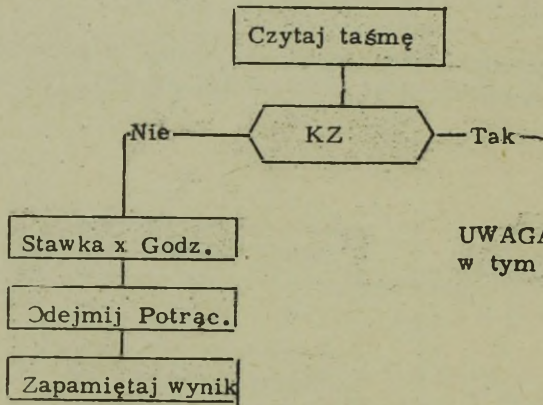 Czytaj taśmę
Nie
KZ
Tak
Stawka x Godz.
UWAGA
w tym
Odejmij Potrąc.
Zapamiętaj wynik